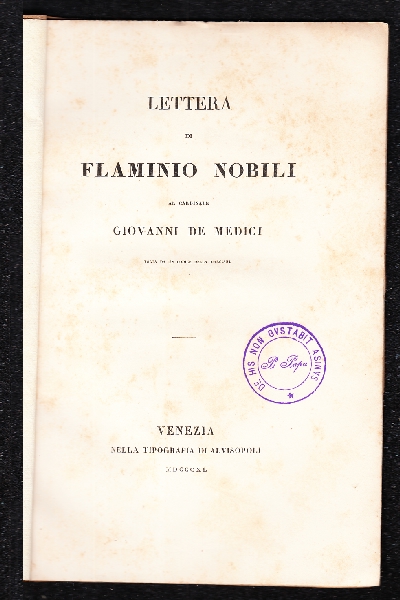 LETTERA
DI
FLAMINIO NOBILI
AL CARDINALE
GIOVANNI DE MEDICI
VENEZIA
NELLA TIPOGRAFIA DI ALVISOPOLI
MDCCCXL
DE HIS NON GVSTABIT ASINVS
P. Papa